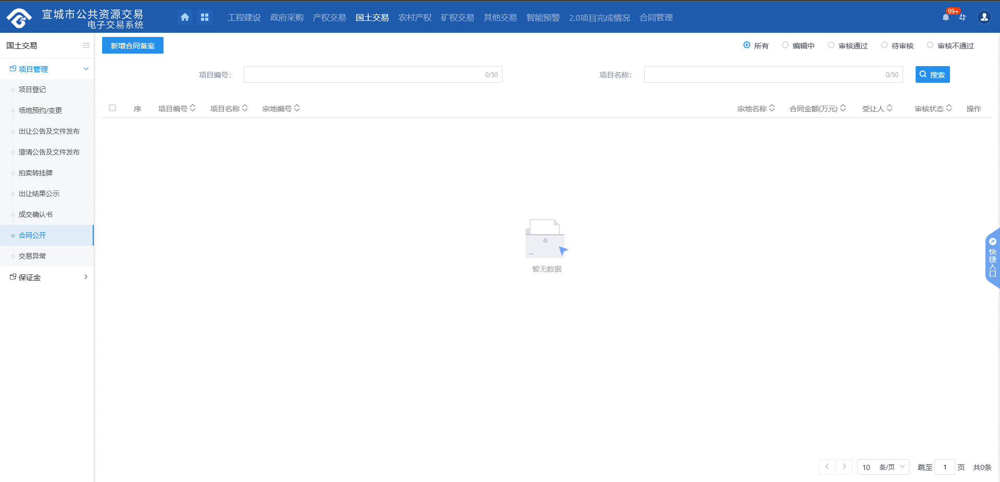 宣城市公共资源交易
电子交易系统
工程建设 政府采购 产权交易 国土交易 农村产权 矿权交易 其他交易 智能预警 2.0项目完成情况 合同管理
99+
国土交易
项目管理
项目登记
场地预约/变更
出让公告及文件发布
澄清公告及文件发布
拍卖转挂牌
出让结果公示
成交确认书
合同公开
交易异常
保证金
新增合同备案
所有 编辑中 审核通过 待审核 审核不通过
项目编号: 0/50 项目名称: 0/50 搜索
序 项目编号 项目名称 宗地编号 宗地名称 合同金额(万元) 受让人 审核状态 操作
暂无数据
快捷入口
10 条/页 跳至 1 页 共0条